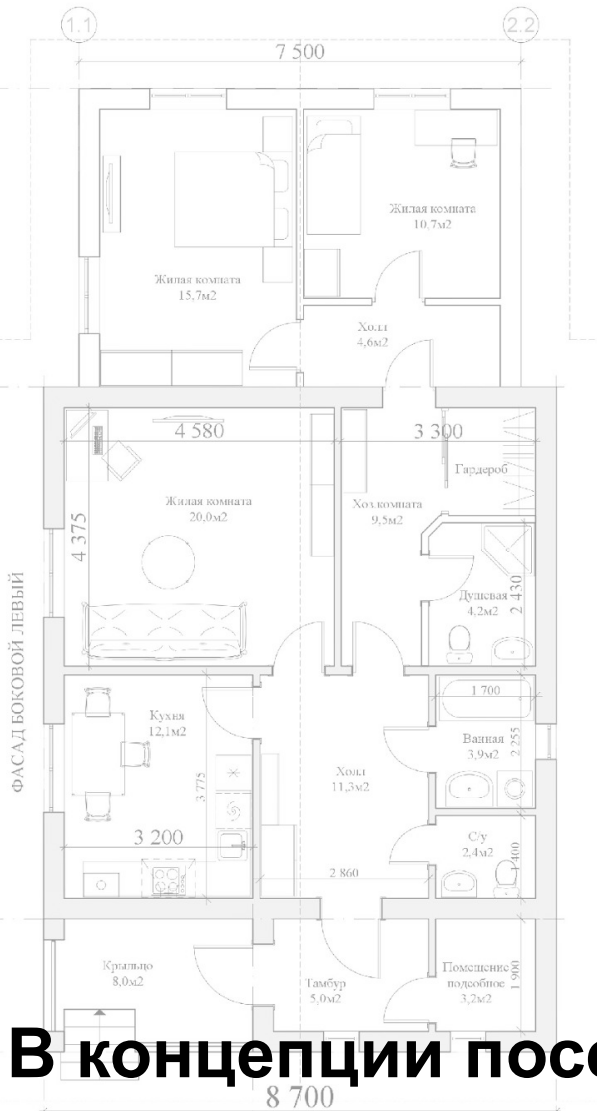 1.1
2.2
7 500
Жилая комната
10,7м2
Жилая комната
15,7м2
Холл
4,6м2
4 580
3 300
Гардероб
Жилая комната
20,0м2
Хоз.комната
9,5м2
4 375
ФАСАД БОКОВОЙ ЛЕВЫЙ
Душевая
4,2м2
2 430
1 700
Кухня
12,1м2
Ванная
3,9м2
2 255
3 775
Холл
11,3м2
С/у
2,4м2
1 400
3 200
2 860
Крыльцо
8,0м2
Тамбур
5,0м2
Помещение
подсобное
3,2м2
1 900
В концепции
8 700